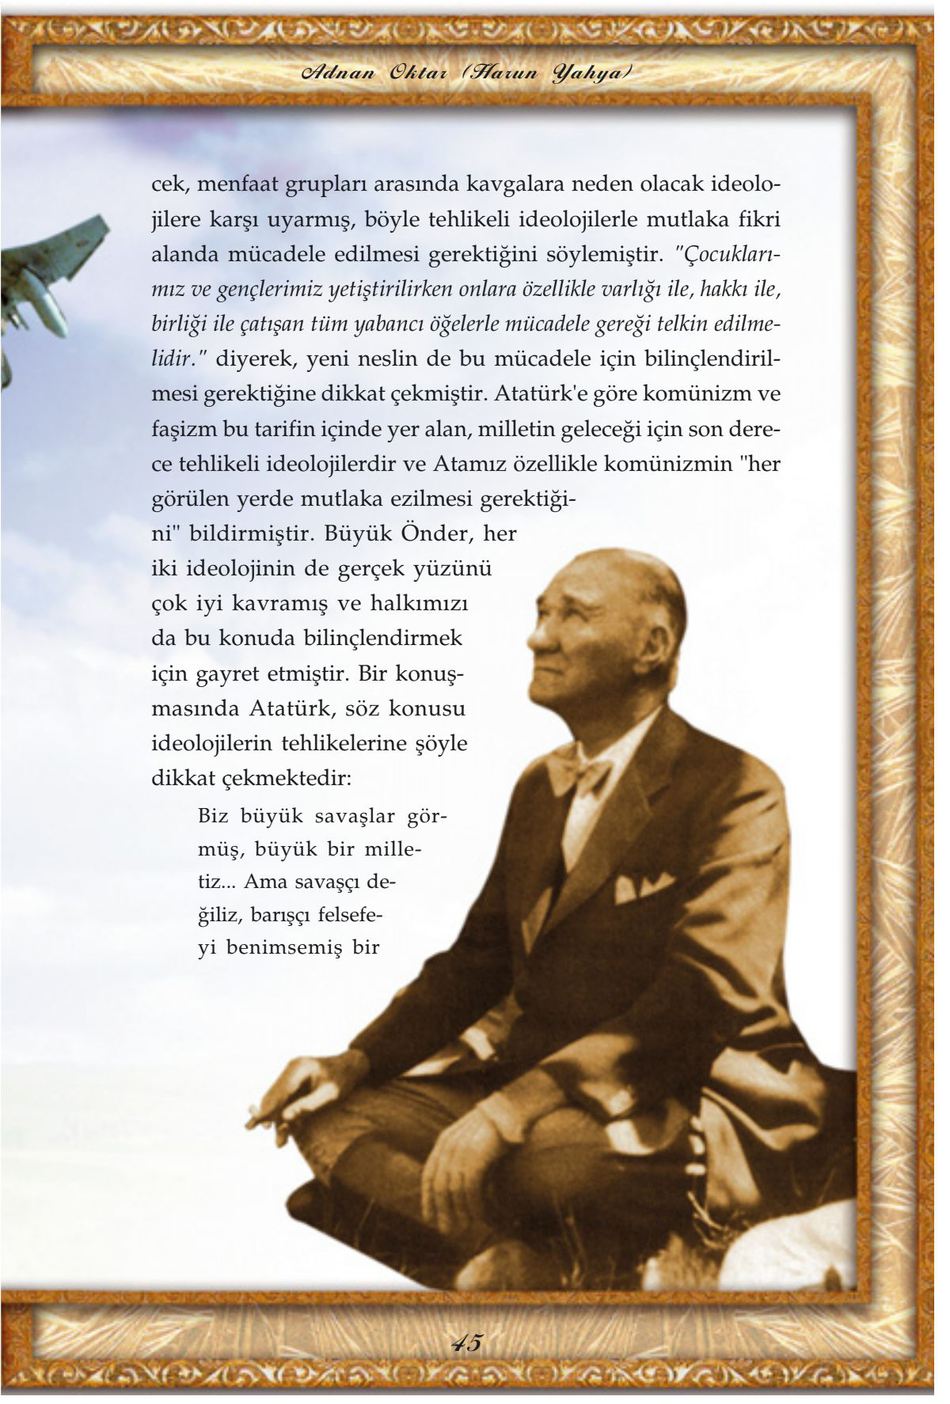 Adnan Oktar (Harun Yahya)
cek, menfaat grupları arasında kavgalara neden olacak ideolo-
jilere karşı uyarmış, böyle tehlikeli ideolojilerle mutlaka fikri
alanda mücadele edilmesi gerektiğini söylemiştir. "Çocukları-
mız ve gençlerimiz yetiştirilirken onlara özellikle varlığı ile, hakkı ile,
birliği ile çatışan tüm yabancı öğelerle mücadele gereği telkin edilme-
lidir." diyerek, yeni neslin de bu mücadele için bilinçlendiril-
mesi gerektiğine dikkat çekmiştir. Atatürk'e göre komünizm ve
faşizm bu tarifin içinde yer alan, milletin geleceği için son dere-
ce tehlikeli ideolojilerdir ve Atamız özellikle komünizmin "her
görülen yerde mutlaka ezilmesi gerektiği-
ni" bildirmiştir. Büyük Önder, her
iki ideolojinin de gerçek yüzünü
çok iyi kavramış ve halkımızı
da bu konuda bilinçlendirmek
için gayret etmiştir. Bir konuş-
masında Atatürk, söz konusu
ideolojilerin tehlikelerine şöyle
dikkat çekmektedir:
Biz büyük savaşlar gör-
müş, büyük bir mille-
tiz... Ama savaşçı de-
ğiliz, barışçı felsefe-
yi benimsemiş bir
45